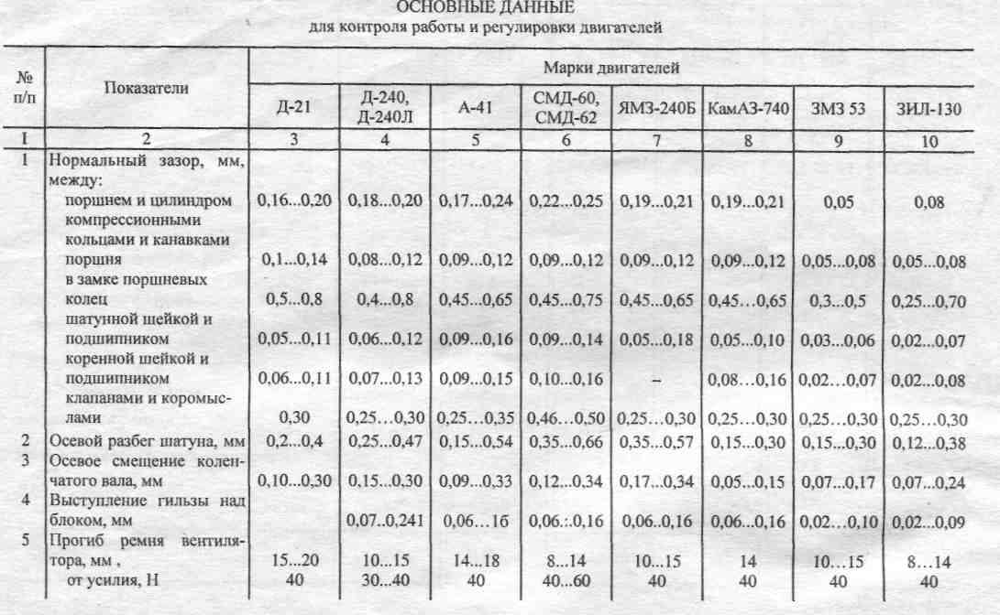 ОСНОВНЫЕ ДАННЫЕ
для контроля работы и регулировки двигателей
№ п/п Показатели Марки двигателей
Д-21 Д-240, Д-240Л А-41 СМД-60, СМД-62 ЯМЗ-240Б КамАЗ-740 ЗМЗ 53 ЗИЛ-130
1 2 3 4 5 6 7 8 9 10
1 Нормальный зазор, мм,
между:
поршнем и цилиндром 0,16...0,20 0,18...0,20 0,17...0,24 0,22...0,25 0,19...0,21 0,19...0,21 0,05 0,08
компрессионными
кольцами и канавками
поршня 0,1...0,14 0,08...0,12 0,09...0,12 0,09...0,12 0,09...0,12 0,09...0,12 0,05...0,08 0,05...0,08
в замке поршневых
колец 0,5...0,8 0,4...0,8 0,45...0,65 0,45...0,75 0,45...0,65 0,45...0,65 0,3...0,5 0,25...0,70
шатунной шейкой и
подшипником 0,05...0,11 0,06...0,12 0,09...0,16 0,09...0,14 0,05...0,18 0,05...0,10 0,03...0,06 0,02...0,07
коренной шейкой и
подшипником 0,06...0,11 0,07...0,13 0,09...0,15 0,10...0,16 – 0,08...0,16 0,02...0,07 0,02...0,08
клапанами и коромыс-
лами 0,30 0,25...0,30 0,25...0,35 0,46...0,50 0,25...0,30 0,25...0,30 0,25...0,30 0,25...0,30
2 Осевой разбег шатуна, мм 0,2...0,4 0,25...0,47 0,15...0,54 0,35...0,66 0,35...0,57 0,15...0,30 0,15...0,30 0,12...0,38
3 Осевое смещение колен-
чатого вала, мм 0,10...0,30 0,15...0,30 0,09...0,33 0,12...0,34 0,17...0,34 0,05...0,15 0,07...0,17 0,07...0,24
4 Выступление гильзы над
блоком, мм 0,07..0,241 0,06...16 0,06.:.0,16 0,06..0,16 0,06...0,16 0,02...0,10 0,02...0,09
5 Прогиб ремня вентиля-
тора, мм , 15...20 10...15 14...18 8...14 10...15 14 10...15 8...14
от усилия, Н 40 30...40 40 40...60 40 40 40 40